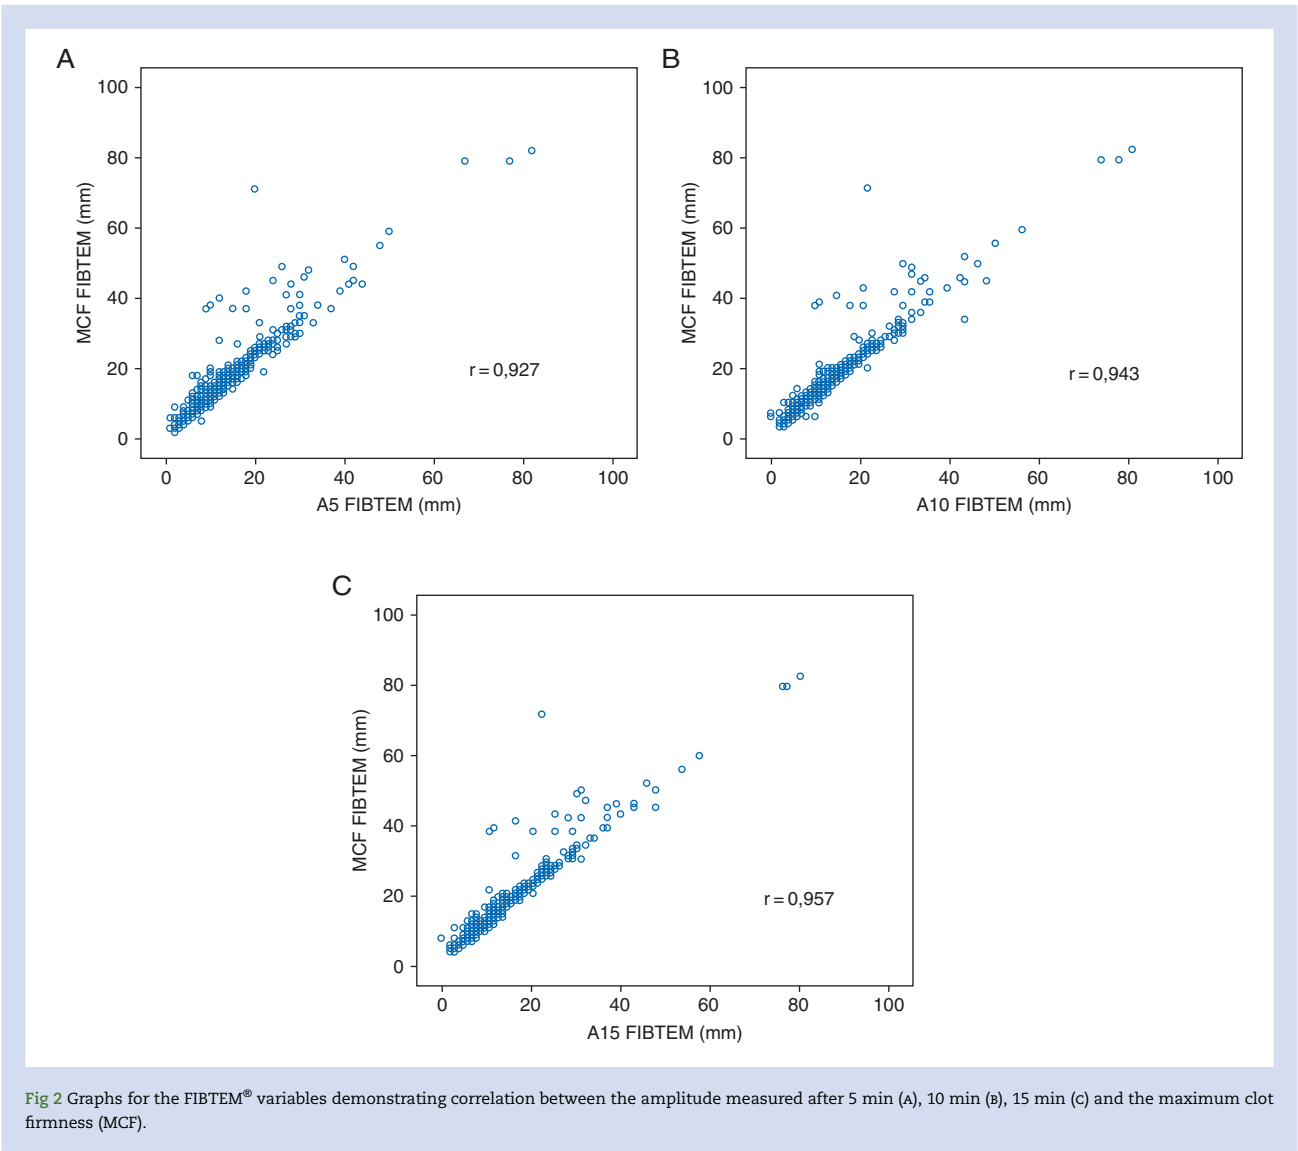 A
100
80
60
40
20
0
MCF FIBTEM (mm)
r = 0,927
0 20 40 60 80 100
A5 FIBTEM (mm)
B
100
80
60
40
20
0
MCF FIBTEM (mm)
r = 0,943
0 20 40 60 80 100
A10 FIBTEM (mm)
C
100
80
60
40
20
0
MCF FIBTEM (mm)
r = 0,957
0 20 40 60 80 100
A15 FIBTEM (mm)
Fig 2 Graphs for the FIBTEM® variables demonstrating correlation between the amplitude measured after 5 min (A), 10 min (B), 15 min (C) and the maximum clot
firmness (MCF).